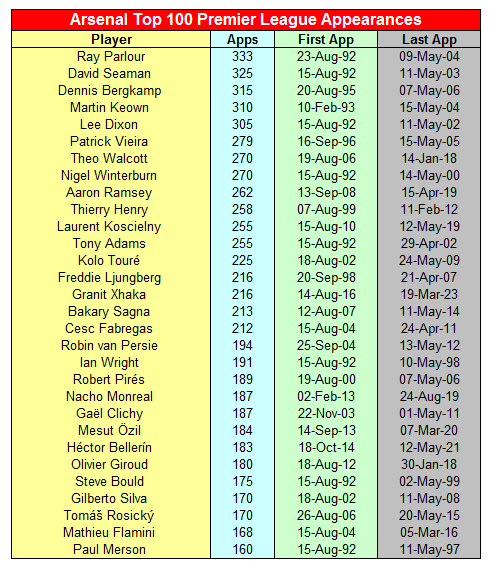 Arsenal Top 100 Premier League Appearances
Player Apps First App Last App
Ray Parlour 333 23-Aug-92 09-May-04
David Seaman 325 15-Aug-92 11-May-03
Dennis Bergkamp 315 20-Aug-95 07-May-06
Martin Keown 310 10-Feb-93 15-May-04
Lee Dixon 305 15-Aug-92 11-May-02
Patrick Vieira 279 16-Sep-96 15-May-05
Theo Walcott 270 19-Aug-06 14-Jan-18
Nigel Winterburn 270 15-Aug-92 14-May-00
Aaron Ramsey 262 13-Sep-08 15-Apr-19
Thierry Henry 258 07-Aug-99 11-Feb-12
Laurent Koscielny 255 15-Aug-10 12-May-19
Tony Adams 255 15-Aug-92 29-Apr-02
Kolo Touré 225 18-Aug-02 24-May-09
Freddie Ljungberg 216 20-Sep-98 21-Apr-07
Granit Xhaka 216 14-Aug-16 19-Mar-23
Bakary Sagna 213 12-Aug-07 11-May-14
Cesc Fabregas 212 15-Aug-04 24-Apr-11
Robin van Persie 194 25-Sep-04 13-May-12
Ian Wright 191 15-Aug-92 10-May-98
Robert Pirés 189 19-Aug-00 07-May-06
Nacho Monreal 187 02-Feb-13 24-Aug-19
Gaël Clichy 187 22-Nov-03 01-May-11
Mesut Özil 184 14-Sep-13 07-Mar-20
Héctor Bellerín 183 18-Oct-14 12-May-21
Olivier Giroud 180 18-Aug-12 30-Jan-18
Steve Bould 175 15-Aug-92 02-May-99
Gilberto Silva 170 18-Aug-02 11-May-08
Tomáš Rosický 170 26-Aug-06 20-May-15
Mathieu Flamini 168 15-Aug-04 05-Mar-16
Paul Merson 160 15-Aug-92 11-May-97